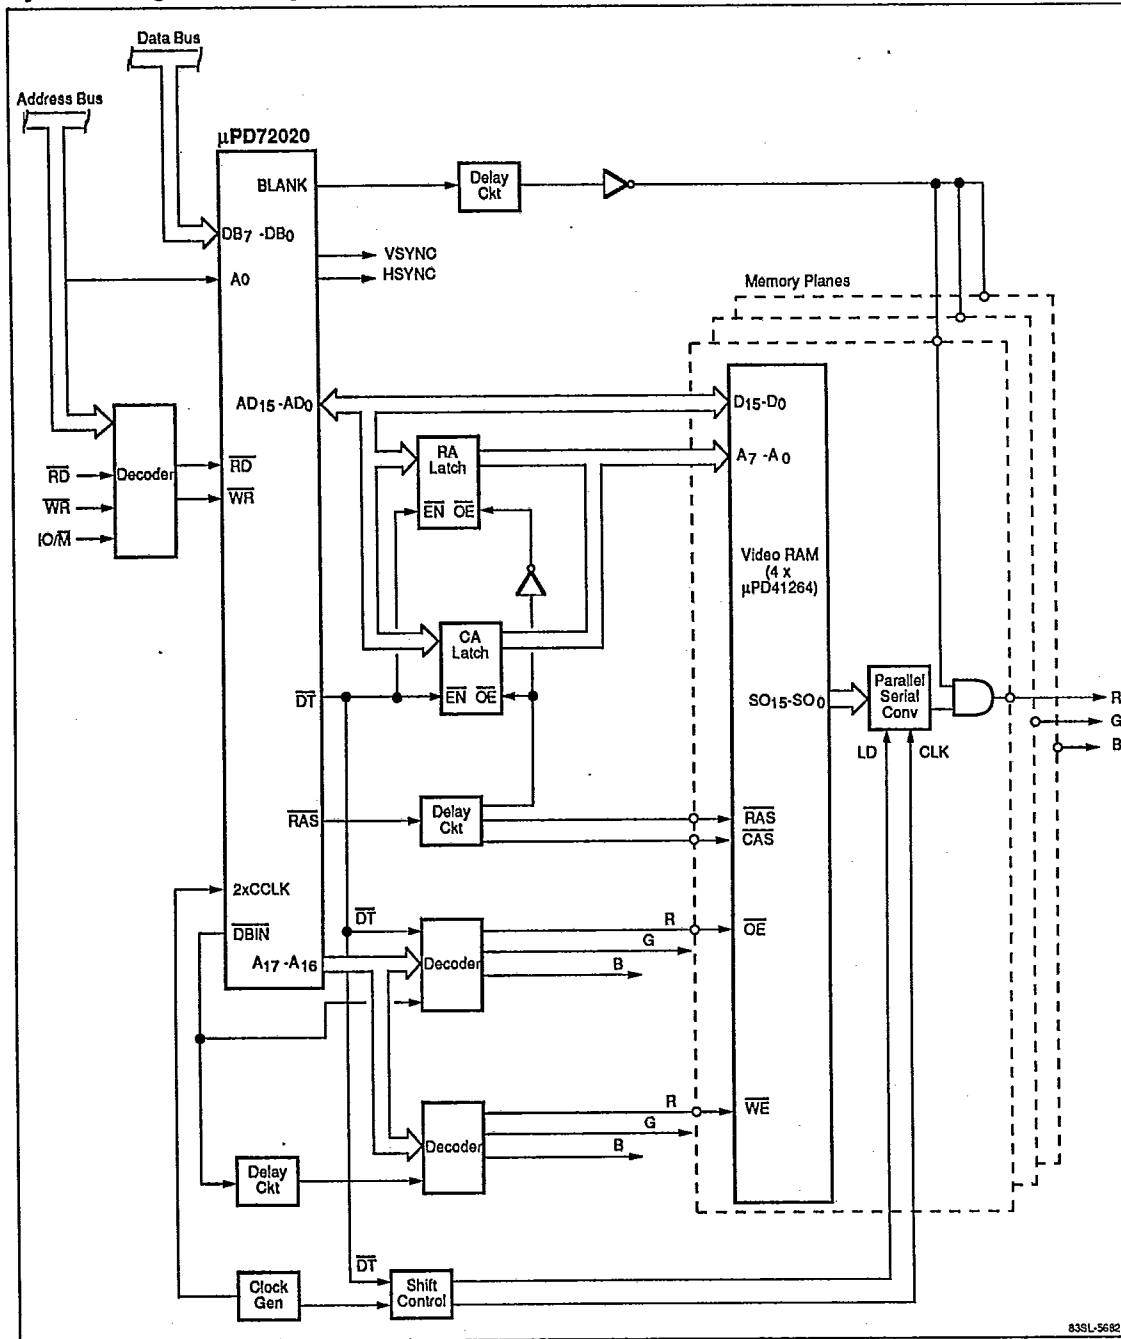 Data Bus
Address Bus
μPD72020
BLANK
Delay Ckt
DB7 -DB0
VSYNC
HSYNC
A0
Memory Planes
AD15-AD0
D15-D0
RA Latch
A7 -A0
Decoder
RD
WR
IO/M
RD
WR
EN OE
Video RAM (4 x μPD41264)
CA Latch
EN OE
DT
SO15-SO0
Parallel Serial Conv
R
G
B
LD
CLK
RAS
Delay Ckt
RAS
CAS
2xCCLK
DBIN
A17 -A16
DT
Decoder
R
G
B
OE
Decoder
R
G
B
WE
Delay Ckt
DT
Clock Gen
Shift Control
83SL-5682